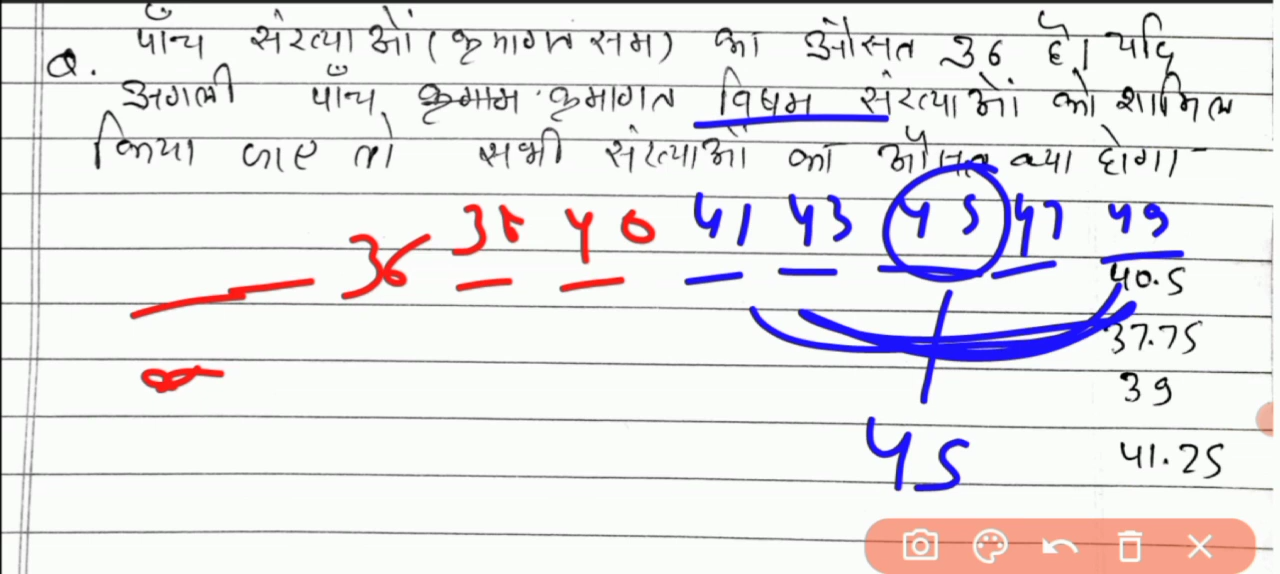 Q. पाँच संख्याओं (क्रमागत सम) का औसत 36 है। यदि
अगली पाँच क्रमागत विषम संख्याओं को शामिल
किया जाए तो सभी संख्याओं का औसत क्या होगा।
36 38 40 41 43 45 47 49
40.5
37.75
39
45
41.25